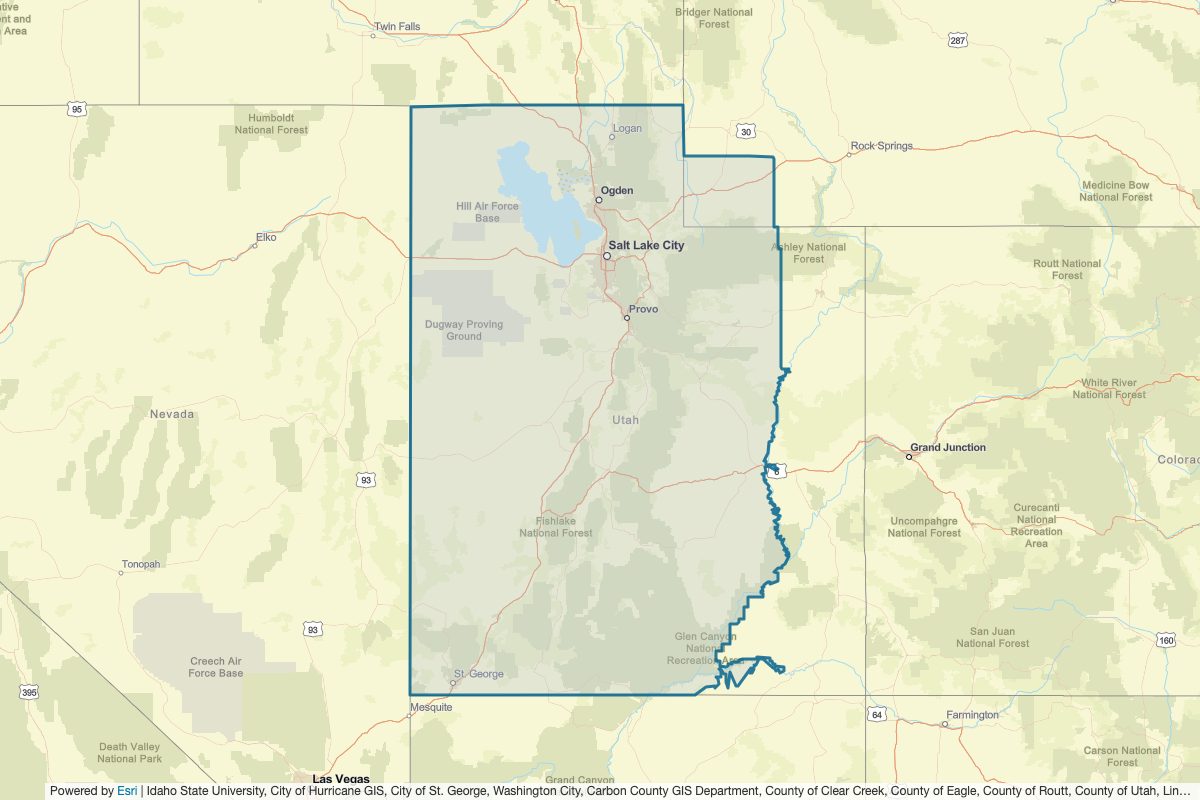 ative
ent and
Area
Twin Falls
Bridger National
Forest
287
95
Humboldt
National Forest
Logan
30
Rock Springs
Medicine Bow
National Forest
Ogden
Hill Air Force
Base
Elko
Salt Lake City
Ashley National
Forest
Routt National
Forest
Provo
Dugway Proving
Ground
White River
National Forest
Nevada
Utah
Grand Junction
Colorad
6
93
Fishlake
National Forest
Uncompahgre
National Forest
Curecanti
National
Recreation
Area
Tonopah
93
San Juan
National Forest
160
Glen Canyon
National
Recreation Area
Creech Air
Force Base
St. George
395
Mesquite
64
Farmington
Death Valley
National Park
Carson National
Forest
Las Vegas
Grand Canyon
Powered by Esri | Idaho State University, City of Hurricane GIS, City of St. George, Washington City, Carbon County GIS Department, County of Clear Creek, County of Eagle, County of Routt, County of Utah, Lin…